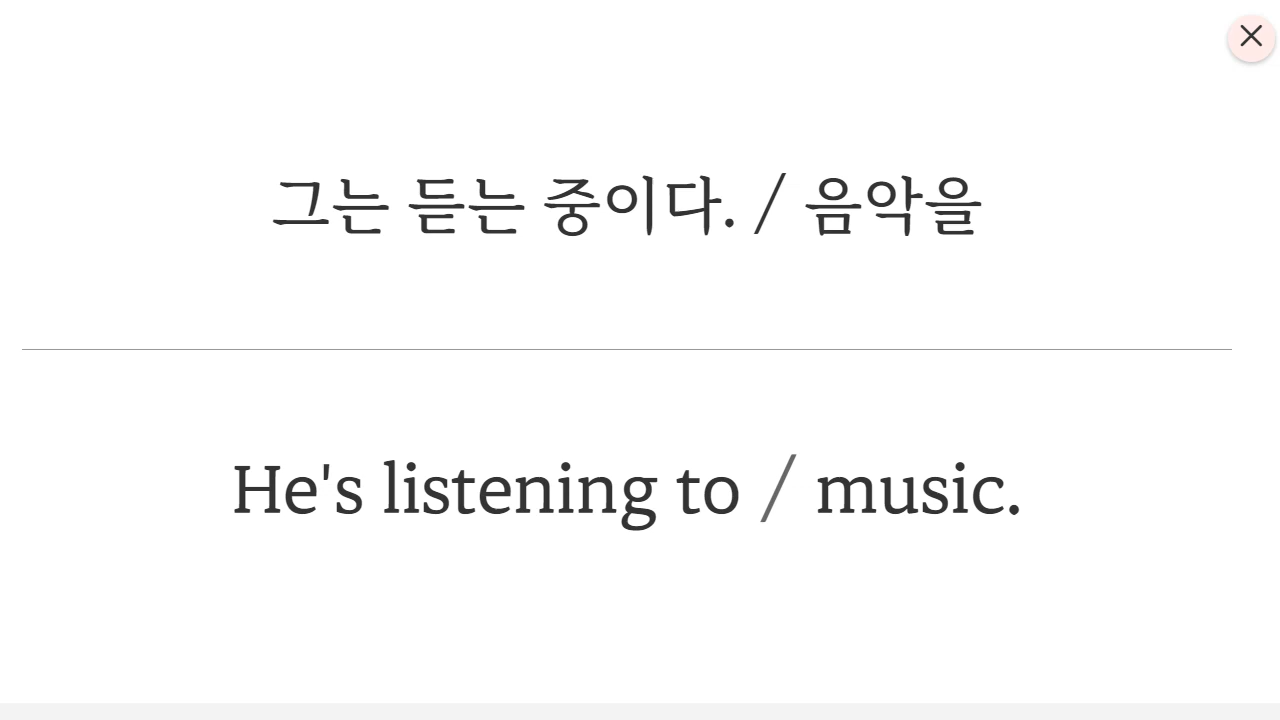 그는 듣는 중이다. / 음악을
He's listening to / music.